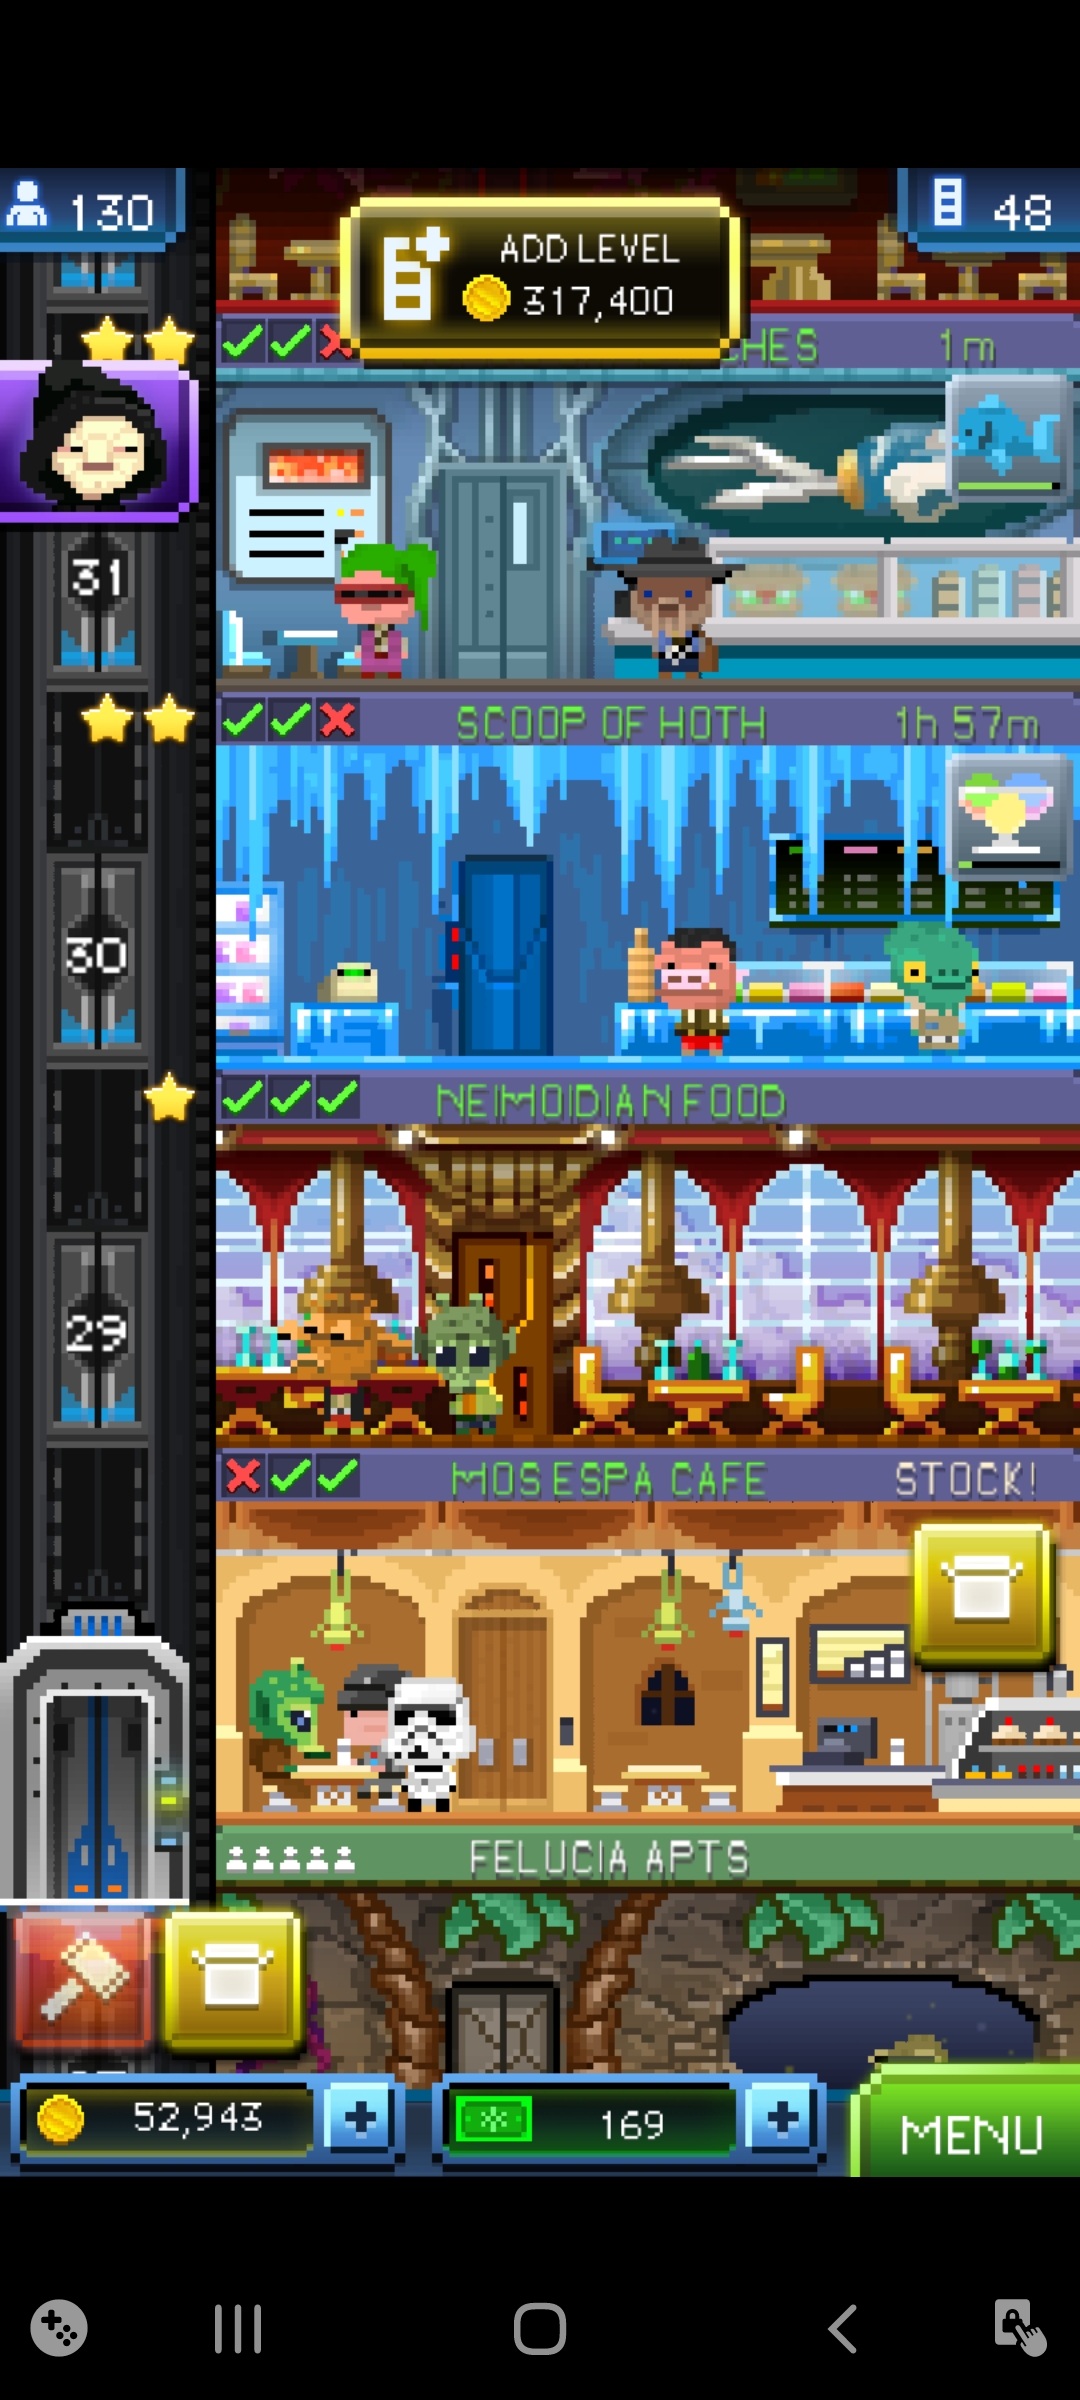 130
48
ADD LEVEL
317,400
CHES 1m
31
SCOOP OF HOTH 1h 57m
30
NEIMOIDIAN FOOD
29
MOS ESPA CAFE STOCK!
FELUCIA APTS
52,943
169
MENU